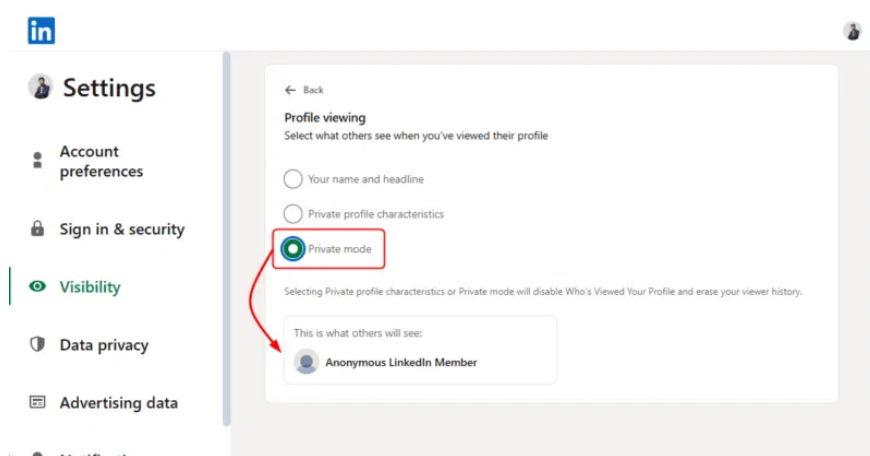 in
Settings
Account
preferences
Sign in & security
Visibility
Data privacy
Advertising data
Back
Profile viewing
Select what others see when you've viewed their profile
Your name and headline
Private profile characteristics
Private mode
Selecting Private profile characteristics or Private mode will disable Who's Viewed Your Profile and erase your viewer history.
This is what others will see:
Anonymous LinkedIn Member